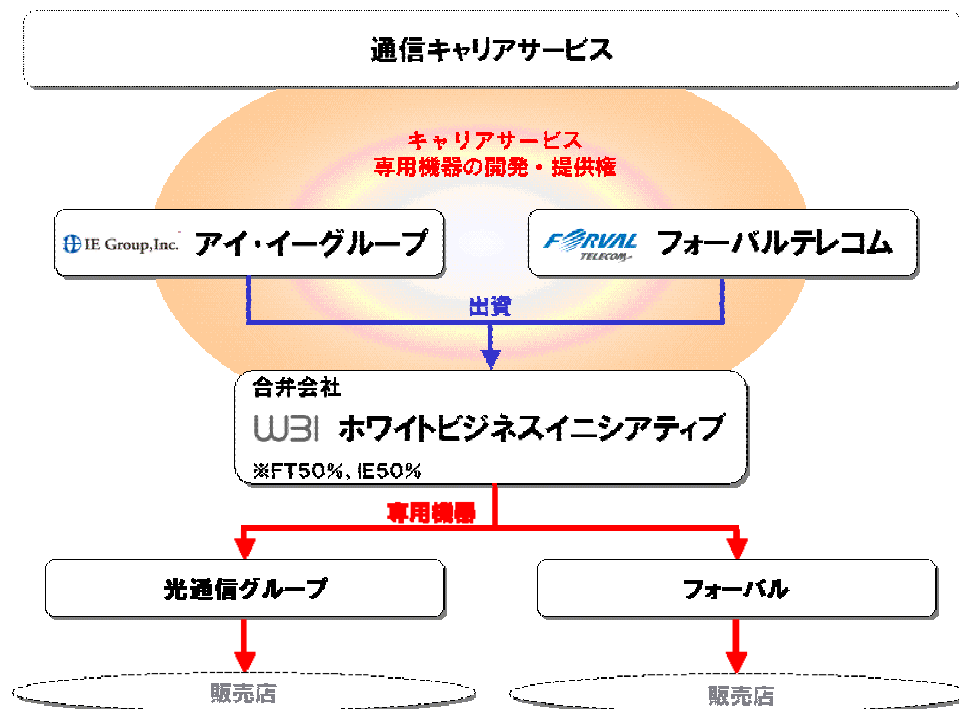 通信キャリアサービス
キャリアサービス
専用機器の開発・提供権
IE Group,Inc. アイ・イーグループ
FORVAL TELECOM フォーバルテレコム
出資
合弁会社
WBI ホワイトビジネスイニシアティブ
※FT50%、IE50%
専用機器
光通信グループ
フォーバル
販売店
販売店